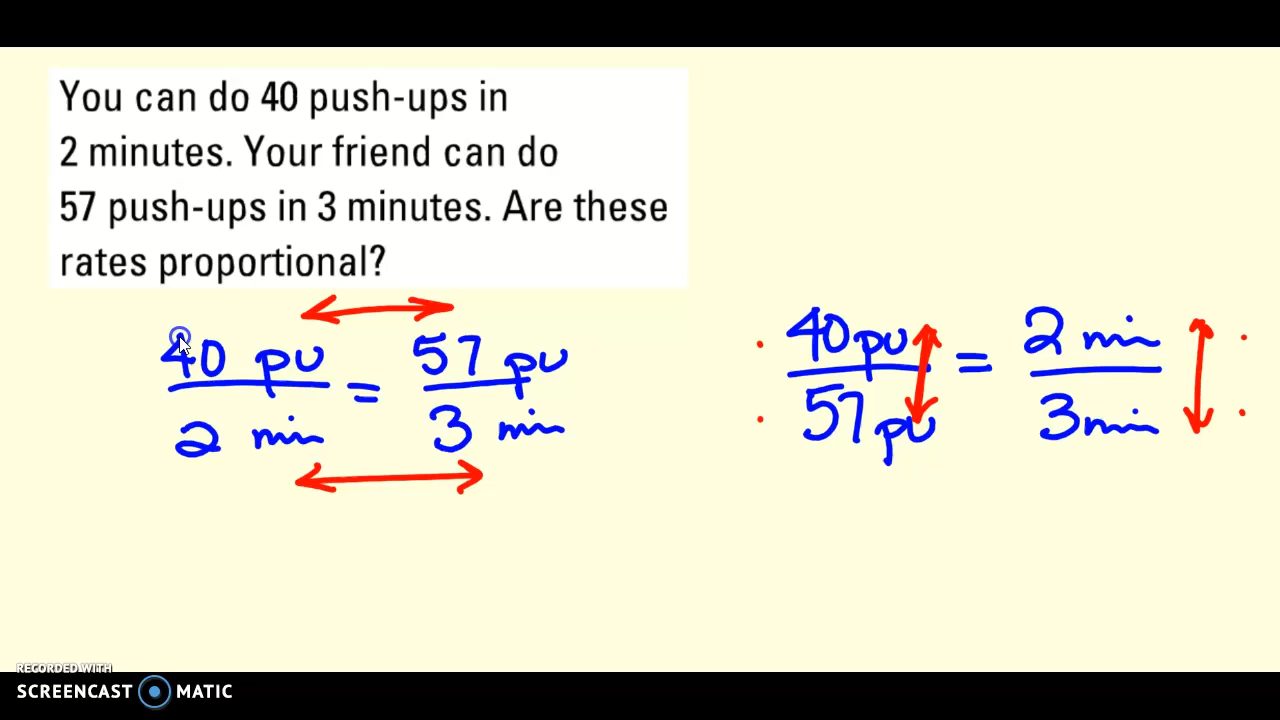 You can do 40 push-ups in
2 minutes. Your friend can do
57 push-ups in 3 minutes. Are these
rates proportional?
40 pu = 57 pu
2 min 3 min
40 pu = 2 min
57 pu 3 min
RECORDED WITH
SCREENCAST MATIC